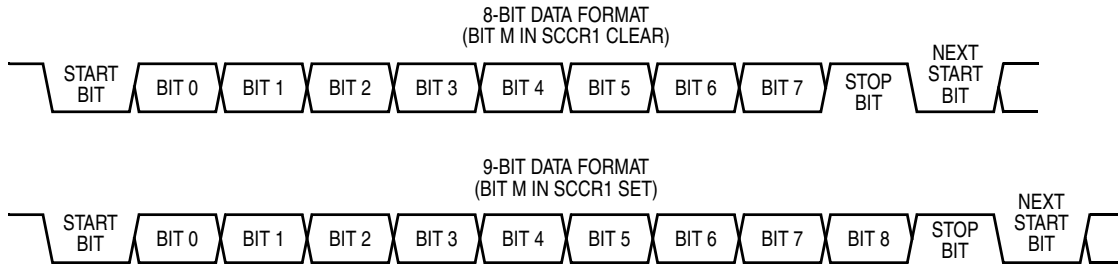 8-BIT DATA FORMAT
(BIT M IN SCCR1 CLEAR)
START
BIT
BIT 0
BIT 1
BIT 2
BIT 3
BIT 4
BIT 5
BIT 6
BIT 7
STOP
BIT
NEXT
START
BIT
9-BIT DATA FORMAT
(BIT M IN SCCR1 SET)
START
BIT
BIT 0
BIT 1
BIT 2
BIT 3
BIT 4
BIT 5
BIT 6
BIT 7
BIT 8
STOP
BIT
NEXT
START
BIT